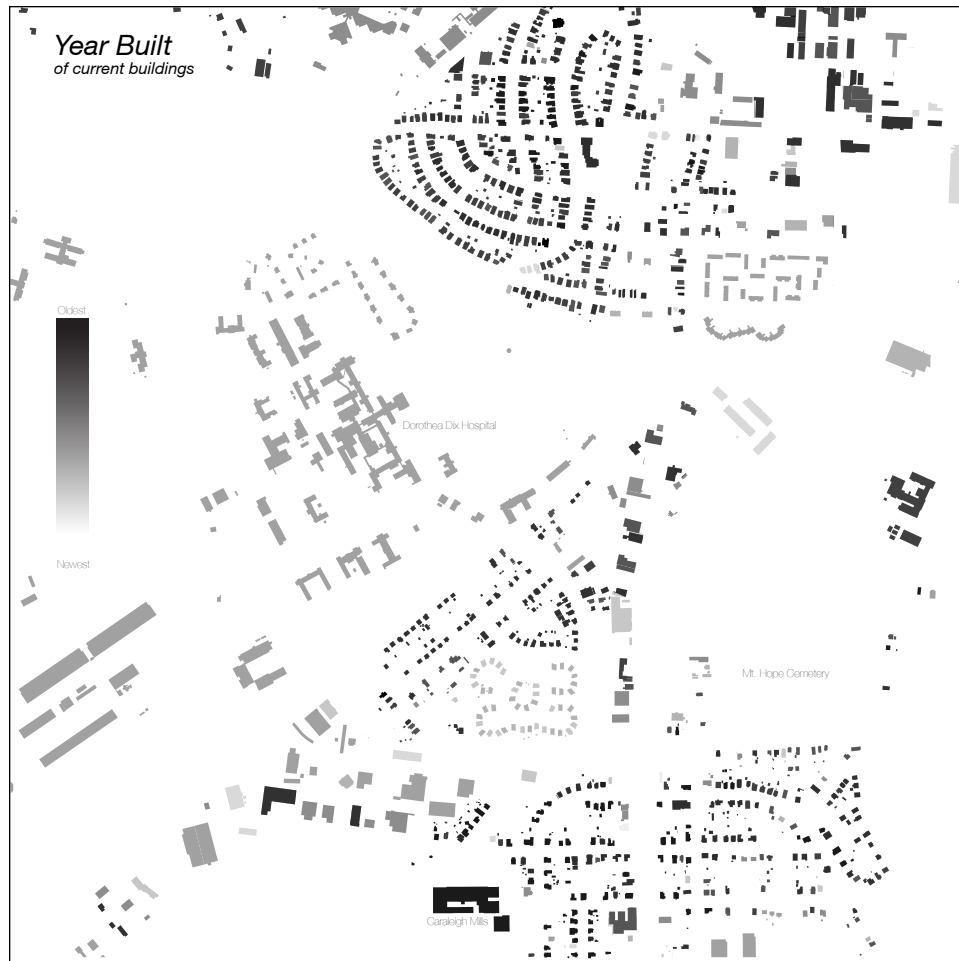 Year Built
of current buildings
Oldest
Dorothea Dix Hospital
Newest
Mt. Hope Cemetery
Caraleigh Mills